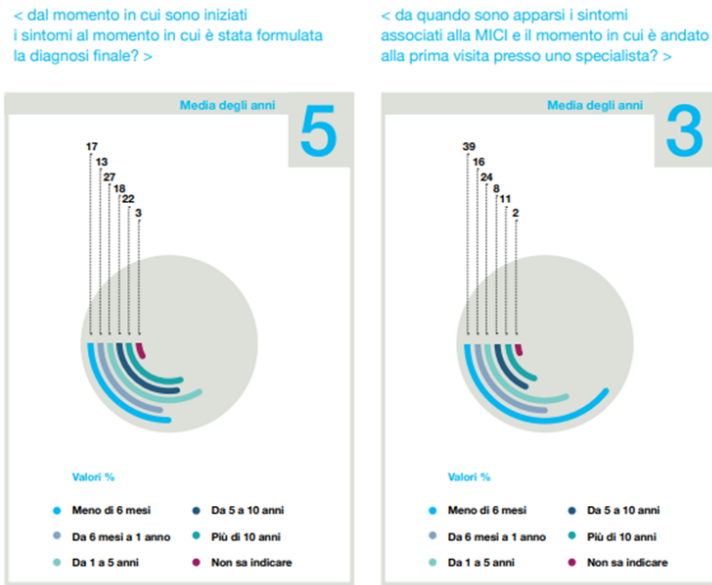 < dal momento in cui sono iniziati
i sintomi al momento in cui è stata formulata
la diagnosi finale? >
Media degli anni
5
17
13
27
18
22
3
Valori %
Meno di 6 mesi
Da 5 a 10 anni
Da 6 mesi a 1 anno
Più di 10 anni
Da 1 a 5 anni
Non sa indicare
< da quando sono apparsi i sintomi
associati alla MICI e il momento in cui è andato
alla prima visita presso uno specialista? >
Media degli anni
3
39
16
24
8
11
2
Valori %
Meno di 6 mesi
Da 5 a 10 anni
Da 6 mesi a 1 anno
Più di 10 anni
Da 1 a 5 anni
Non sa indicare